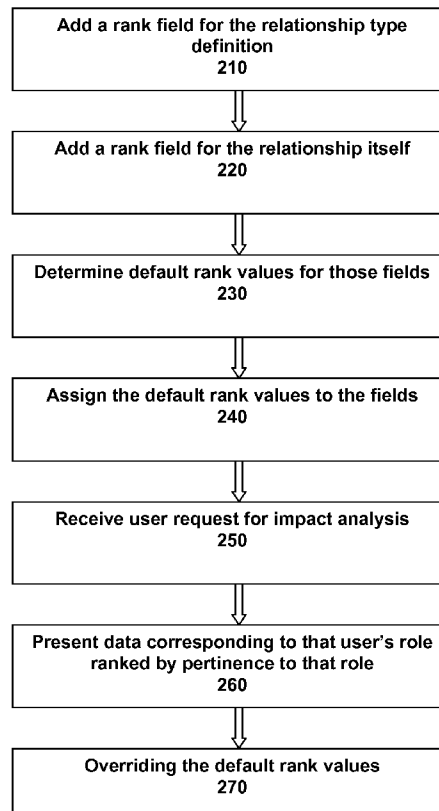 Add a rank field for the relationship type
definition
210
Add a rank field for the relationship itself
220
Determine default rank values for those fields
230
Assign the default rank values to the fields
240
Receive user request for impact analysis
250
Present data corresponding to that user's role
ranked by pertinence to that role
260
Overriding the default rank values
270